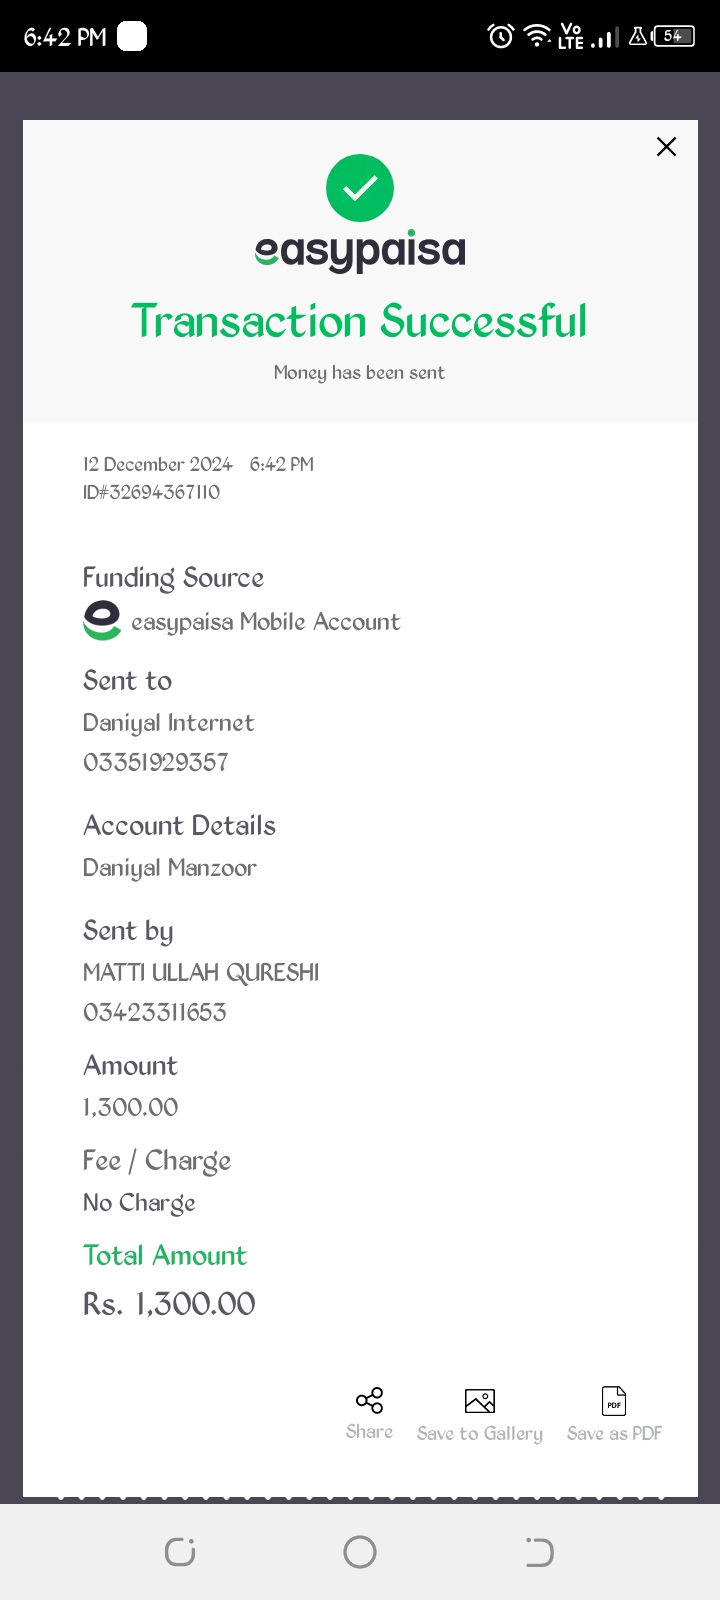 6:42 PM
Vo
LTE
54
easypaisa
Transaction Successful
Money has been sent
12 December 2024 6:42 PM
ID#32694367110
Funding Source
easypaisa Mobile Account
Sent to
Daniyal Internet
03351929357
Account Details
Daniyal Manzoor
Sent by
MATTI ULLAH QURESHI
03423311653
Amount
1,300.00
Fee / Charge
No Charge
Total Amount
Rs. 1,300.00
PDF
Share
Save to Gallery
Save as PDF